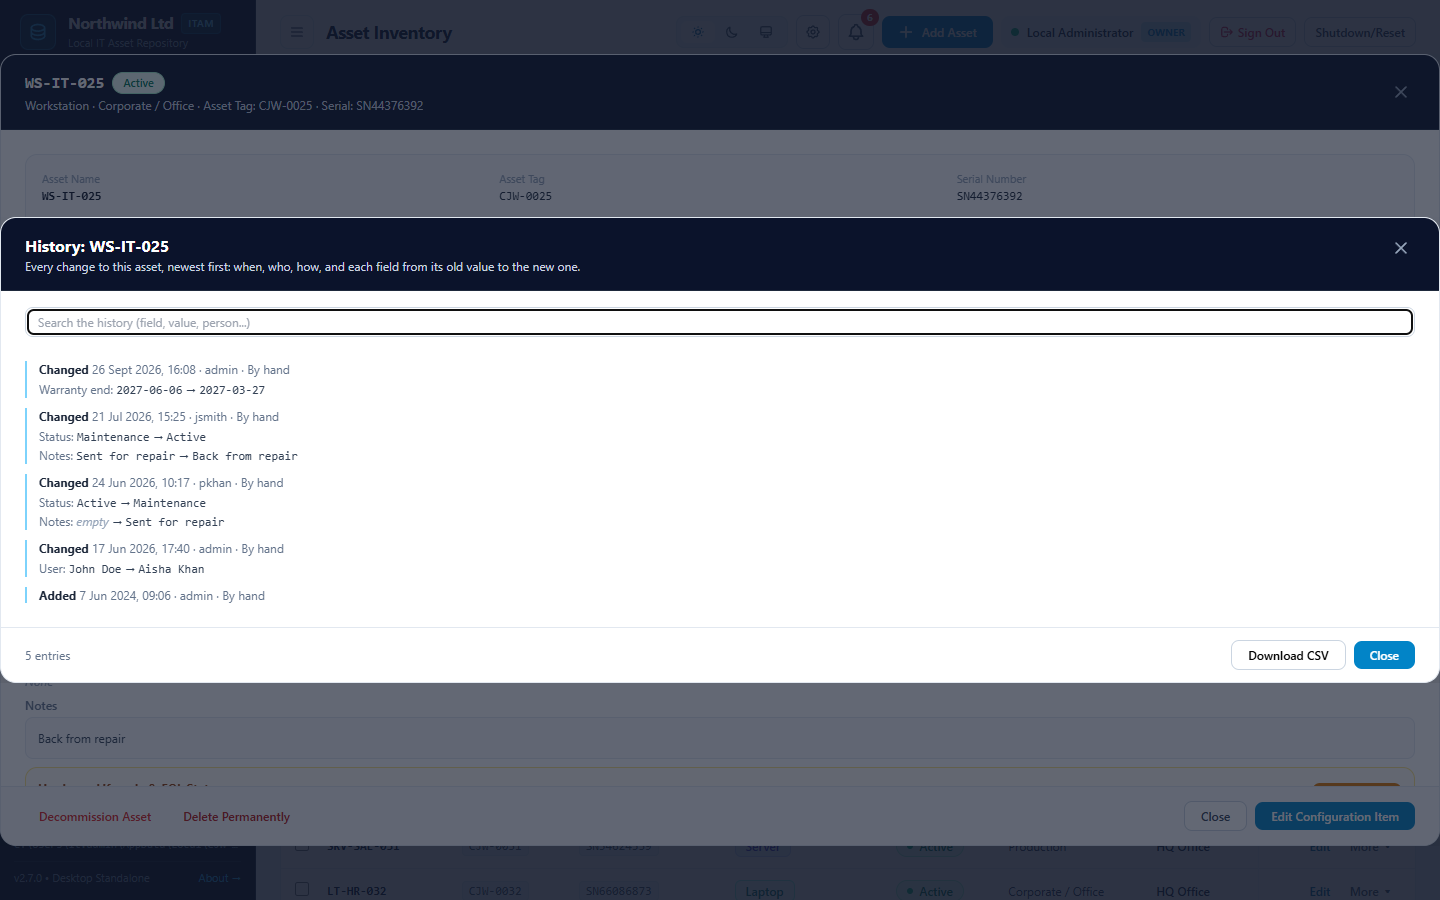 Northwind Ltd ITAM
Local IT Asset Repository
Asset Inventory
6
Add Asset
Local Administrator OWNER
Sign Out
Shutdown/Reset
WS-IT-025 Active
Workstation · Corporate / Office · Asset Tag: CJW-0025 · Serial: SN44376392
Asset Name Asset Tag Serial Number
WS-IT-025 CJW-0025 SN44376392
History: WS-IT-025
Every change to this asset, newest first: when, who, how, and each field from its old value to the new one.
Search the history (field, value, person...)
Changed 26 Sept 2026, 16:08 · admin · By hand
Warranty end: 2027-06-06 → 2027-03-27
Changed 21 Jul 2026, 15:25 · jsmith · By hand
Status: Maintenance → Active
Notes: Sent for repair → Back from repair
Changed 24 Jun 2026, 10:17 · pkhan · By hand
Status: Active → Maintenance
Notes: empty → Sent for repair
Changed 17 Jun 2026, 17:40 · admin · By hand
User: John Doe → Aisha Khan
Added 7 Jun 2024, 09:06 · admin · By hand
5 entries
Download CSV
Close
Notes
Back from repair
Decommission Asset
Delete Permanently
Close
Edit Configuration Item
Server Active Production HQ Office Edit More
v2.7.0 • Desktop Standalone About →
LT-HR-032 CJW-0032 SN66086873 Laptop Active Corporate / Office HQ Office Edit More